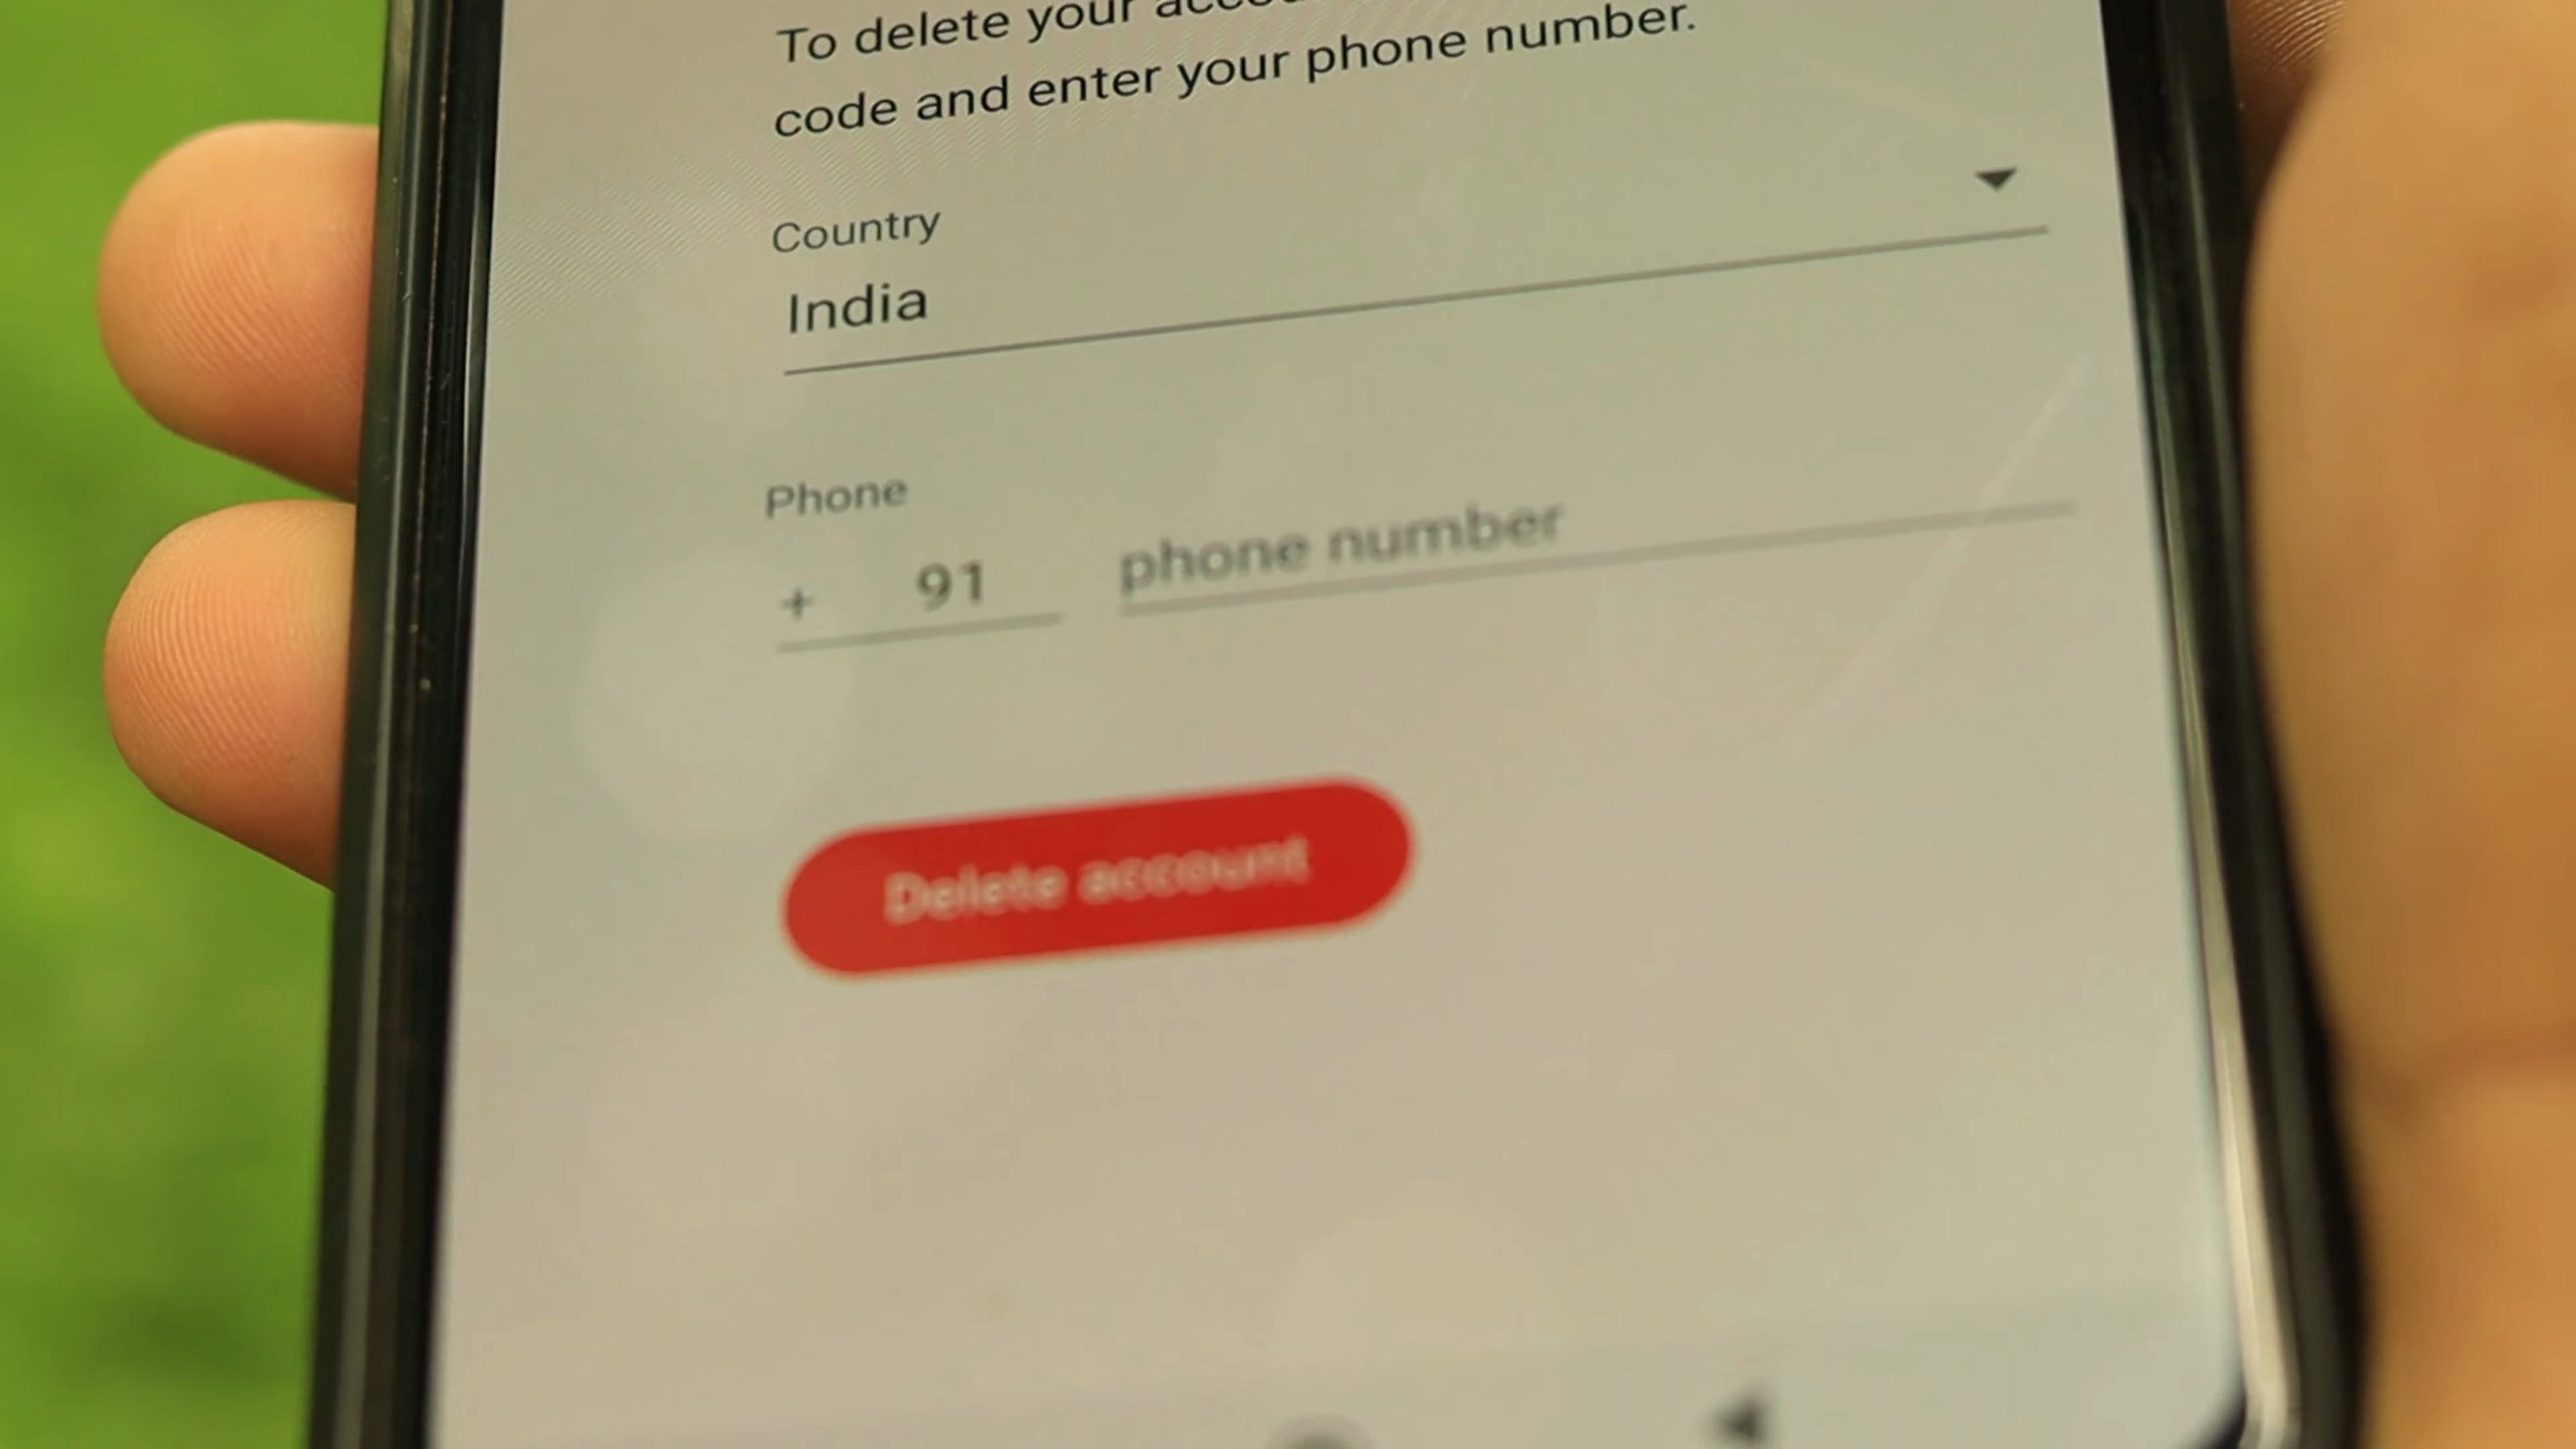 To delete your
code and enter your phone number.
Country
India
Phone
+ 91 phone number
Delete account